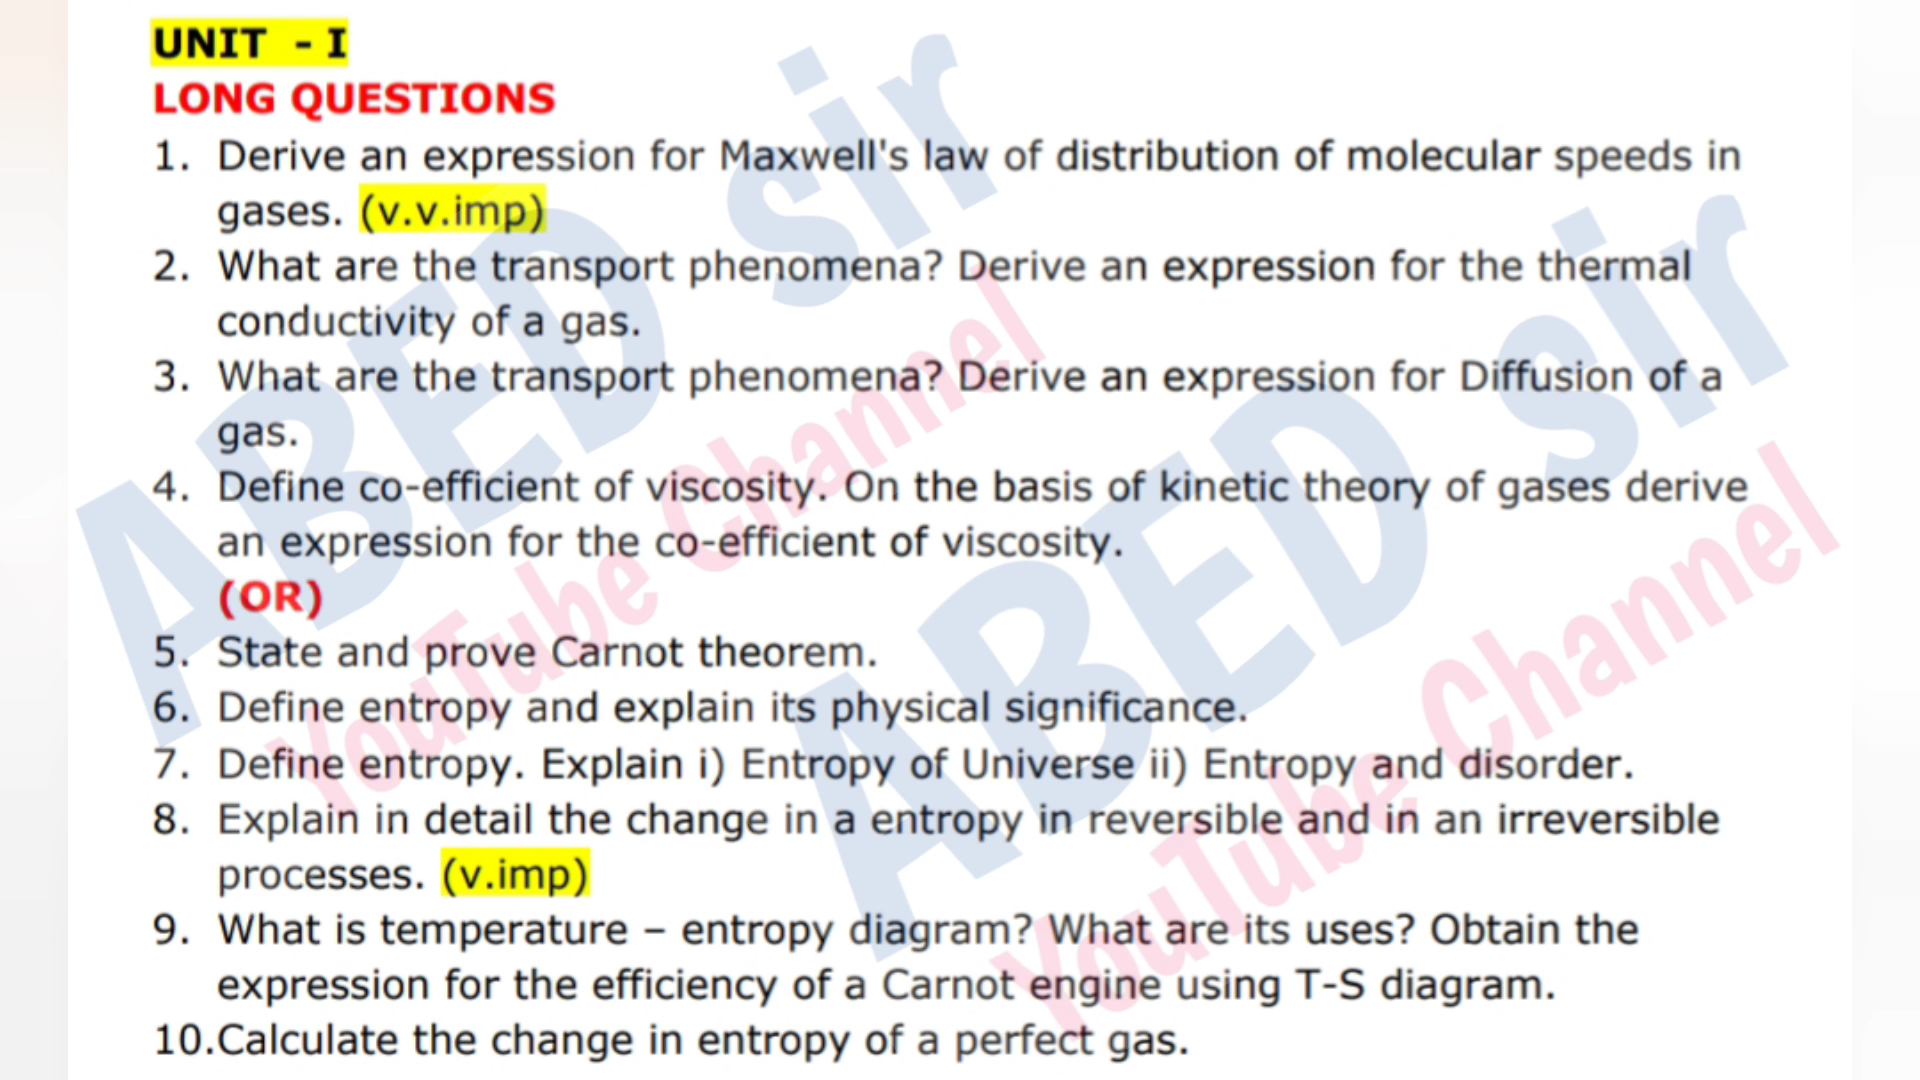 UNIT - I
LONG QUESTIONS
1. Derive an expression for Maxwell's law of distribution of molecular speeds in
gases. (v.v.imp)
2. What are the transport phenomena? Derive an expression for the thermal
conductivity of a gas.
3. What are the transport phenomena? Derive an expression for Diffusion of a
gas.
4. Define co-efficient of viscosity. On the basis of kinetic theory of gases derive
an expression for the co-efficient of viscosity.
(OR)
5. State and prove Carnot theorem.
6. Define entropy and explain its physical significance.
7. Define entropy. Explain i) Entropy of Universe ii) Entropy and disorder.
8. Explain in detail the change in a entropy in reversible and in an irreversible
processes. (v.imp)
9. What is temperature – entropy diagram? What are its uses? Obtain the
expression for the efficiency of a Carnot engine using T-S diagram.
10.Calculate the change in entropy of a perfect gas.
ABED sir
YouTube Channel
ABED sir
YouTube Channel